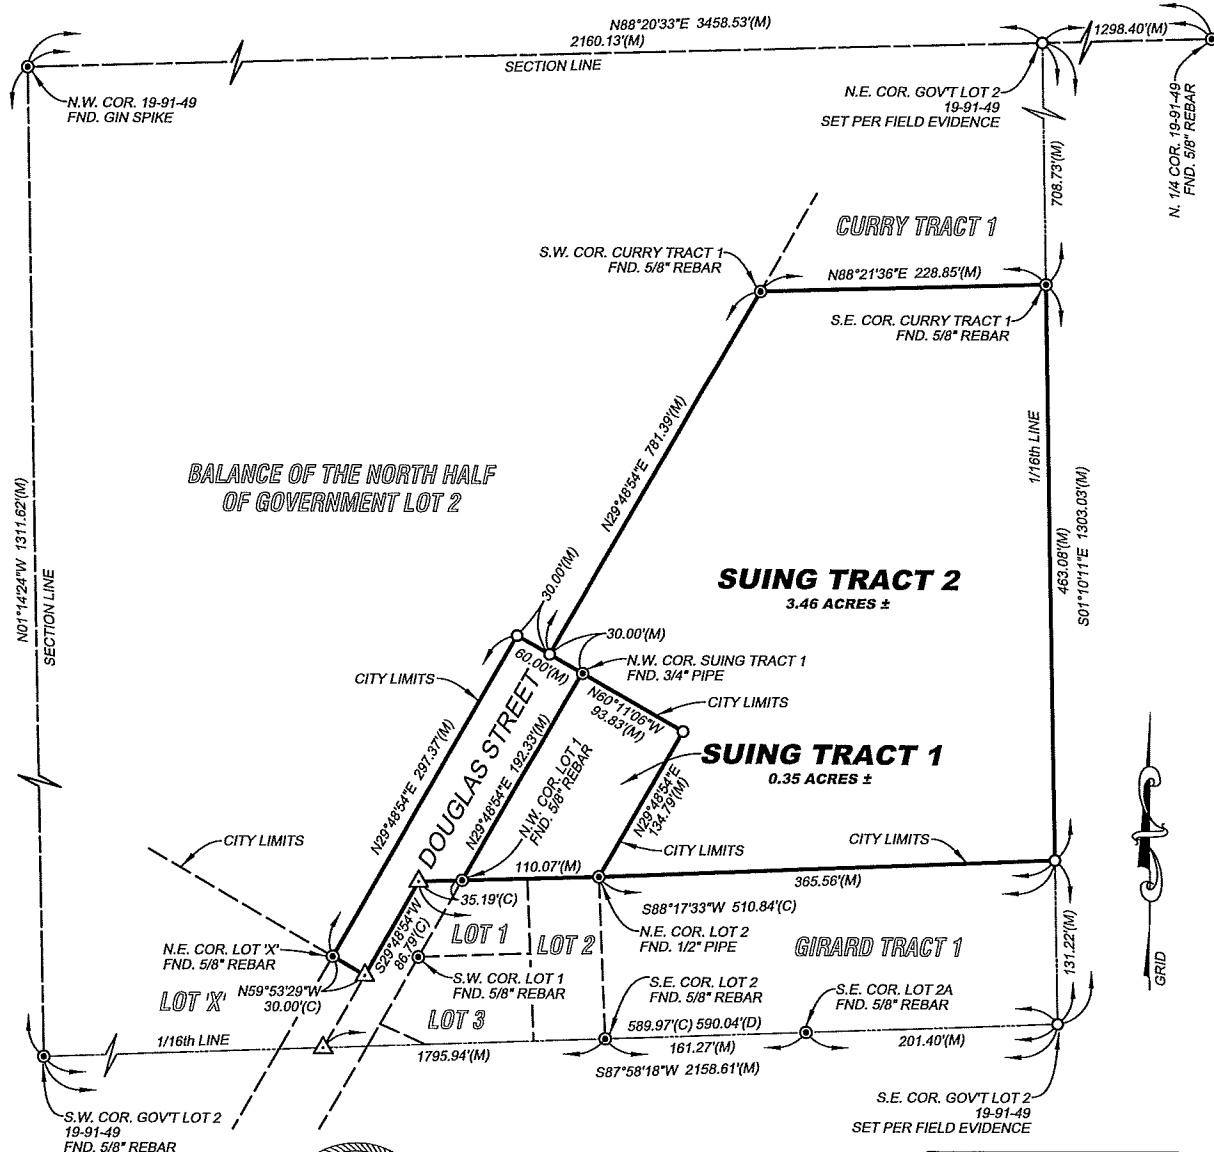 N88°20'33"E 3458.53'(M)
2160.13'(M)
1298.40'(M)
SECTION LINE
N.W. COR. 19-91-49
FND. GIN SPIKE
N.E. COR. GOV'T LOT 2
19-91-49
SET PER FIELD EVIDENCE
N. 1/4 COR. 19-91-49
FND. 5/8" REBAR
708.73'(M)
CURRY TRACT 1
S.W. COR. CURRY TRACT 1
FND. 5/8" REBAR
N88°21'36"E 228.85'(M)
S.E. COR. CURRY TRACT 1
FND. 5/8" REBAR
N29°48'54"E 781.39'(M)
1/16th LINE
BALANCE OF THE NORTH HALF
OF GOVERNMENT LOT 2
N01°14'24"W 1311.62'(M)
SECTION LINE
463.08'(M)
S01°10'11"E 1303.03'(M)
SUING TRACT 2
3.46 ACRES ±
30.00'(M)
30.00'(M)
60.00'(M)
N.W. COR. SUING TRACT 1
FND. 3/4" PIPE
CITY LIMITS
N60°11'06"W
93.83'(M)
CITY LIMITS
DOUGLAS STREET
N29°48'54"E 297.37'(M)
N29°48'54"E 192.33'(M)
N.W. COR. LOT 1
FND. 5/8" REBAR
SUING TRACT 1
0.35 ACRES ±
N29°48'54"E
134.79'(M)
CITY LIMITS
CITY LIMITS
CITY LIMITS
110.07'(M)
365.56'(M)
35.19'(C)
S88°17'33"W 510.84'(C)
S29°48'54"W
86.79'(C)
LOT 1
LOT 2
N.E. COR. LOT 2
FND. 1/2" PIPE
GIRARD TRACT 1
131.22'(M)
GRID
N.E. COR. LOT 'X'
FND. 5/8" REBAR
N59°53'29"W
30.00'(C)
LOT 'X'
S.W. COR. LOT 1
FND. 5/8" REBAR
S.E. COR. LOT 2
FND. 5/8" REBAR
S.E. COR. LOT 2A
FND. 5/8" REBAR
LOT 3
589.97'(C) 590.04'(D)
1/16th LINE
1795.94'(M)
161.27'(M)
201.40'(M)
S87°58'18"W 2158.61'(M)
S.W. COR. GOV'T LOT 2
19-91-49
FND. 5/8" REBAR
S.E. COR. GOV'T LOT 2
19-91-49
SET PER FIELD EVIDENCE